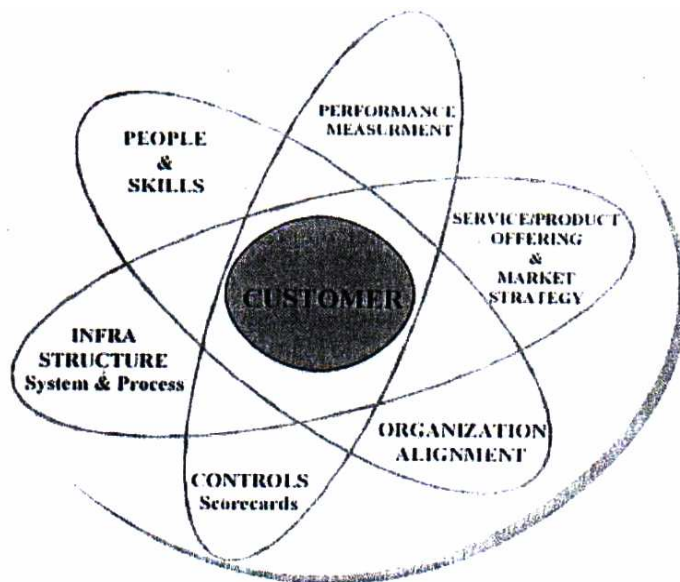 PERFORMANCE
MEASURMENT
PEOPLE
&
SKILLS
SERVICE/PRODUCT
OFFERING
&
MARKET
STRATEGY
CUSTOMER
INFRA
STRUCTURE
System & Process
ORGANIZATION
ALIGNMENT
CONTROLS
Scorecards